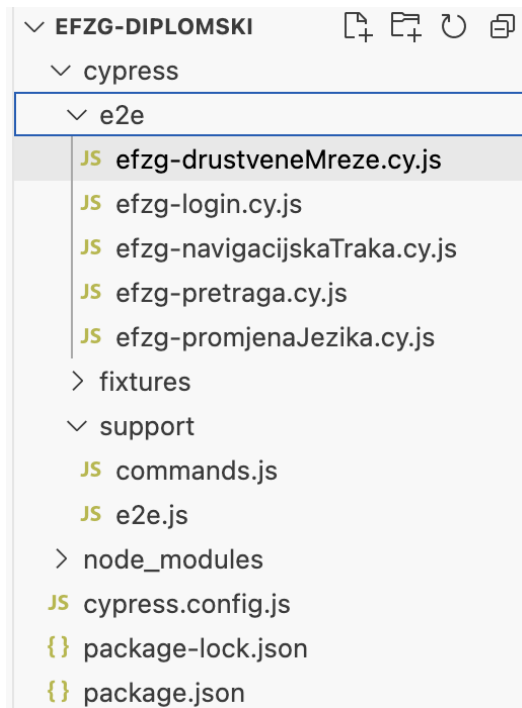 EFZG-DIPLOMSKI
cypress
e2e
JS efzg-drustveneMreze.cy.js
JS efzg-login.cy.js
JS efzg-navigacijskaTraka.cy.js
JS efzg-pretraga.cy.js
JS efzg-promjenaJezika.cy.js
fixtures
support
JS commands.js
JS e2e.js
node_modules
JS cypress.config.js
{} package-lock.json
{} package.json